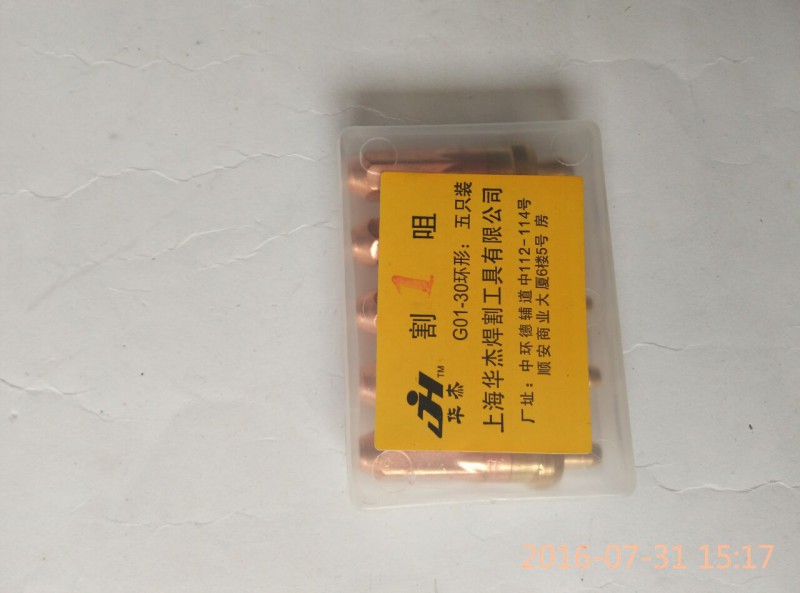 割 1 咀
JH™
华杰
G01-30环形：五只装
上海华杰焊割工具有限公司
厂址：中环德辅道中112-114号
顺安商业大厦6楼5号房
2016-07-31 15:17